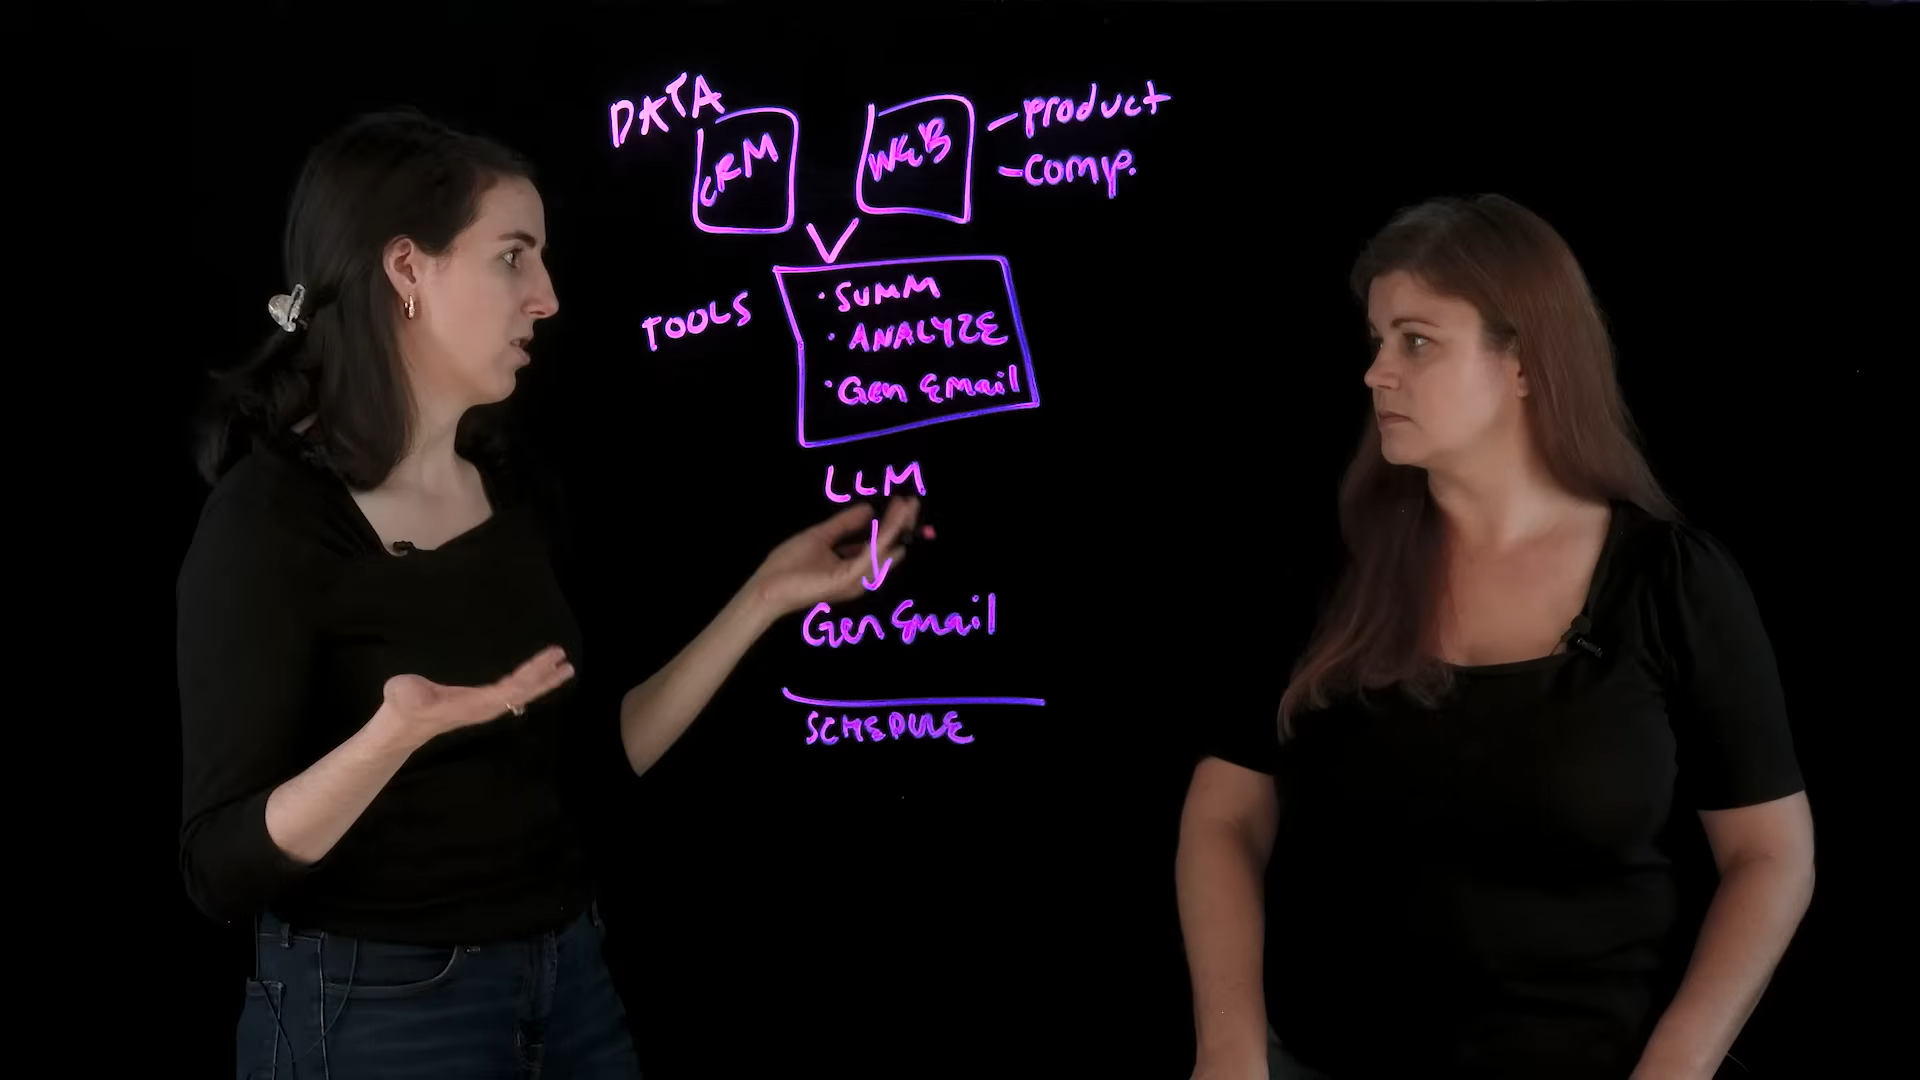 DATA
CRM
WEB
- product
- comp.
TOOLS
· SUMM
· ANALYZE
· Gen Email
LLM
Gen Email
SCHEDULE